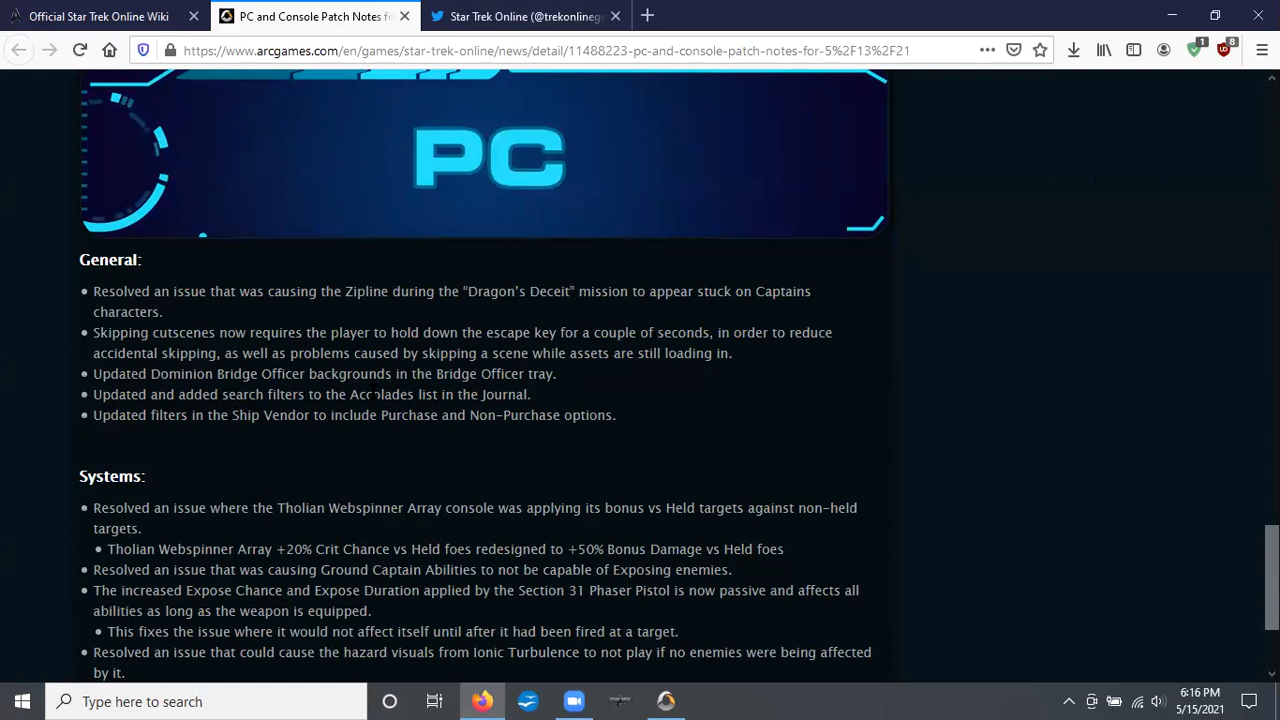 Official Star Trek Online Wiki
PC and Console Patch Notes fo
Star Trek Online (@trekonlinega
https://www.arcgames.com/en/games/star-trek-online/news/detail/11488223-pc-and-console-patch-notes-for-5%2F13%2F21
1
8
PC
General:
• Resolved an issue that was causing the Zipline during the “Dragon’s Deceit” mission to appear stuck on Captains
characters.
• Skipping cutscenes now requires the player to hold down the escape key for a couple of seconds, in order to reduce
accidental skipping, as well as problems caused by skipping a scene while assets are still loading in.
• Updated Dominion Bridge Officer backgrounds in the Bridge Officer tray.
• Updated and added search filters to the Accolades list in the Journal.
• Updated filters in the Ship Vendor to include Purchase and Non-Purchase options.
Systems:
• Resolved an issue where the Tholian Webspinner Array console was applying its bonus vs Held targets against non-held
targets.
• Tholian Webspinner Array +20% Crit Chance vs Held foes redesigned to +50% Bonus Damage vs Held foes
• Resolved an issue that was causing Ground Captain Abilities to not be capable of Exposing enemies.
• The increased Expose Chance and Expose Duration applied by the Section 31 Phaser Pistol is now passive and affects all
abilities as long as the weapon is equipped.
• This fixes the issue where it would not affect itself until after it had been fired at a target.
• Resolved an issue that could cause the hazard visuals from Ionic Turbulence to not play if no enemies were being affected
by it.
Type here to search
6:16 PM
5/15/2021